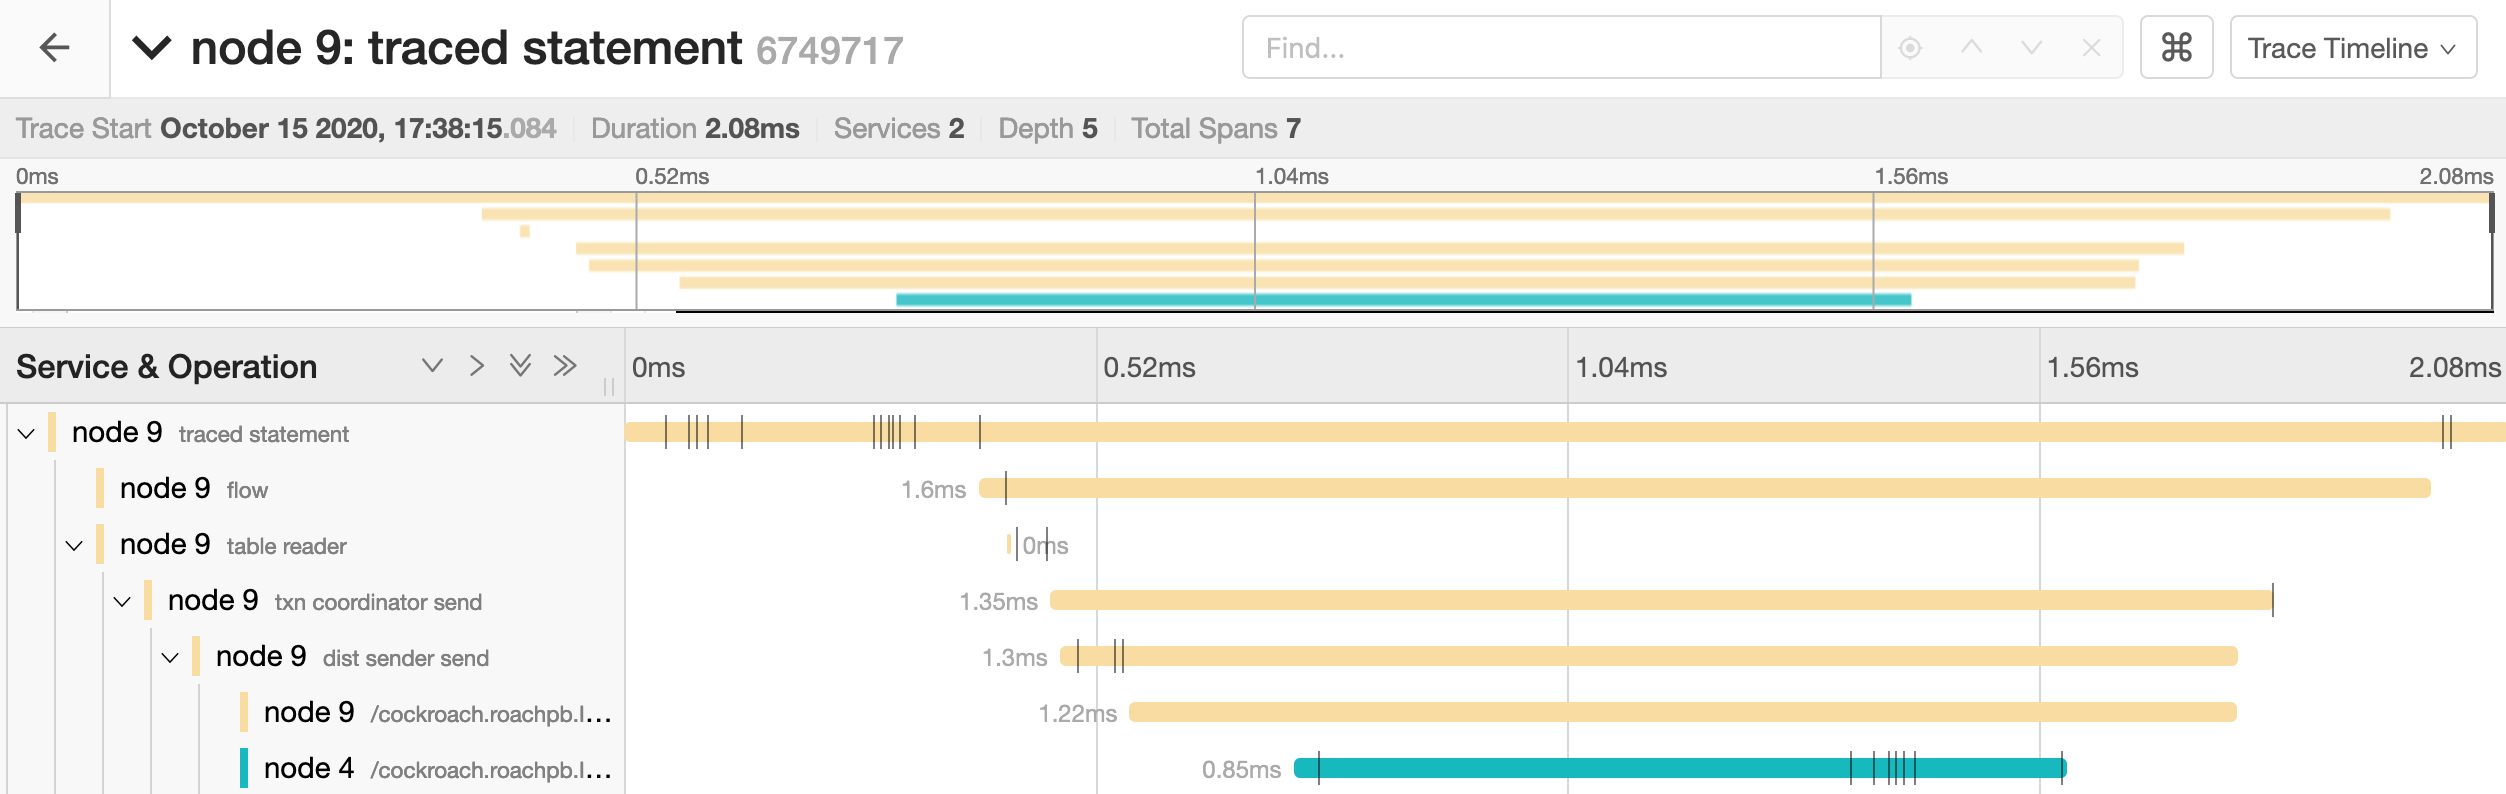 node 9: traced statement 6749717
Find...
⌘
Trace Timeline
Trace Start October 15 2020, 17:38:15.084 Duration 2.08ms Services 2 Depth 5 Total Spans 7
0ms 0.52ms 1.04ms 1.56ms 2.08ms
Service & Operation 0ms 0.52ms 1.04ms 1.56ms 2.08ms
node 9 traced statement
node 9 flow 1.6ms
node 9 table reader 0ms
node 9 txn coordinator send 1.35ms
node 9 dist sender send 1.3ms
node 9 /cockroach.roachpb.I... 1.22ms
node 4 /cockroach.roachpb.I... 0.85ms